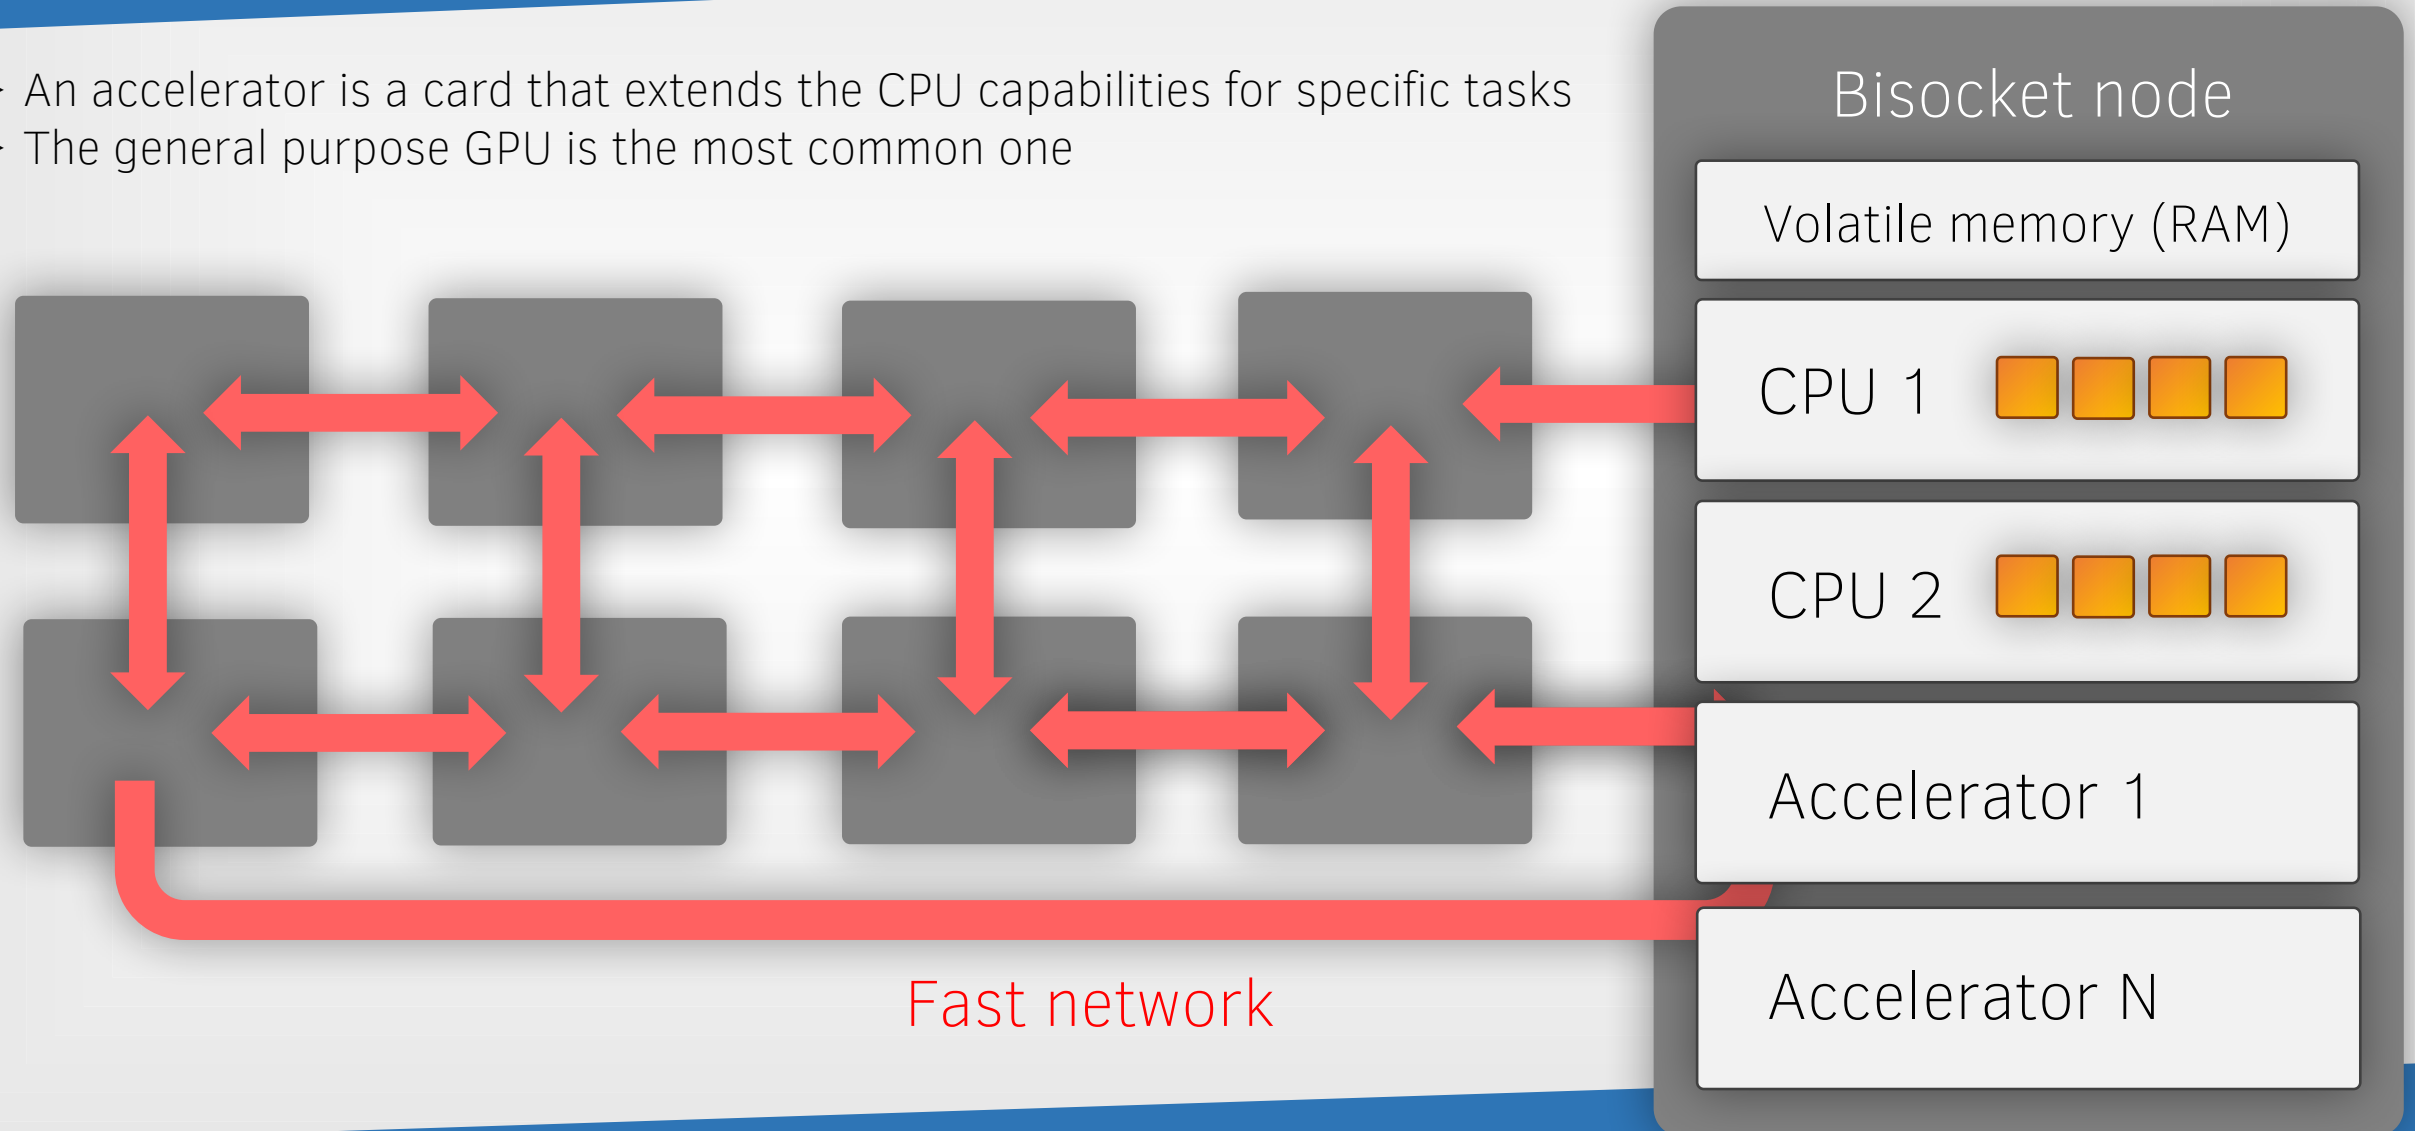 An accelerator is a card that extends the CPU capabilities for specific tasks
The general purpose GPU is the most common one
Bisocket node
Volatile memory (RAM)
CPU 1
CPU 2
Accelerator 1
Accelerator N
Fast network